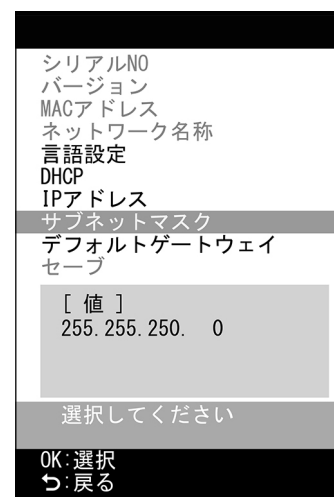 シリアルNO
バージョン
MACアドレス
ネットワーク名称
言語設定
DHCP
IPアドレス
サブネットマスク
デフォルトゲートウェイ
セーブ
[ 値 ]
255.255.250.  0
選択してください
OK:選択
⮌:戻る